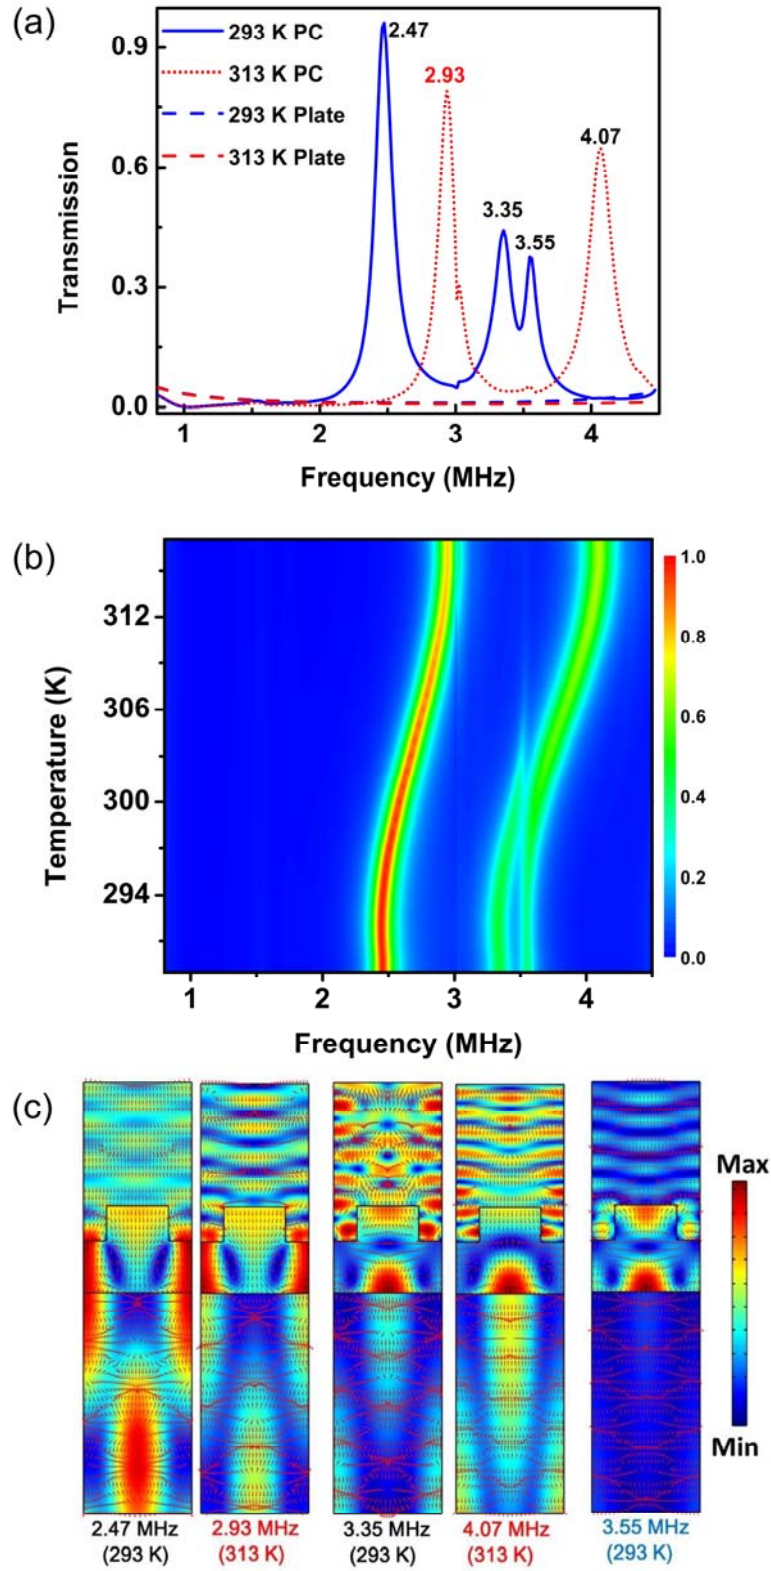 (a)
293 K PC
313 K PC
293 K Plate
313 K Plate
2.47
2.93
3.35
3.55
4.07
0.9
0.6
0.3
0.0
Transmission
1 2 3 4
Frequency (MHz)
(b)
312
306
300
294
Temperature (K)
1.0
0.8
0.6
0.4
0.2
0.0
1 2 3 4
Frequency (MHz)
(c)
Max
Min
2.47 MHz
(293 K)
2.93 MHz
(313 K)
3.35 MHz
(293 K)
4.07 MHz
(313 K)
3.55 MHz
(293 K)